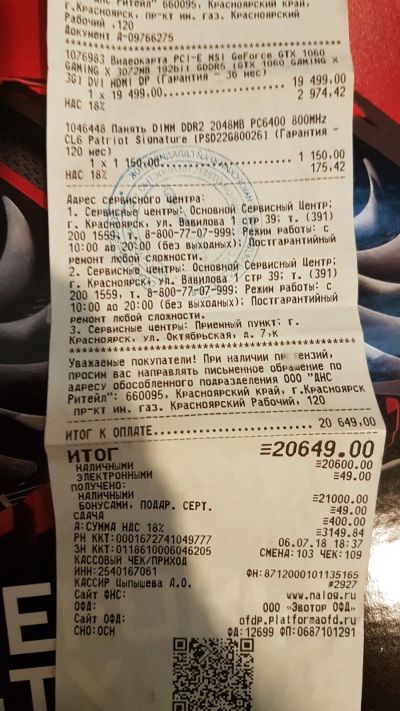 Ритейл" 660095, Красноярский край,
г.Красноярск, пр-кт им. газ. Красноярский
Рабочий ,120
Документ А-09766275
1076983 Видеокарта PCI-E MSI GeForce GTX 1060
GAMING X 3072MB 192bit GDDR5 (GTX 1060 GAMING X
3G) DVI HDMI DP (Гарантия - 36 мес)
1 X 19 499.00 19 499.00
НДС 18% 2 974.42
1046448 Память DIMM DDR2 2048MB PC6400 800MHz
CL6 Patriot Signature (PSD22G80026) (Гарантия -
120 мес)
1 X 1 150.00 1 150.00
НДС 18% 175.42
Адрес сервисного центра:
1. Сервисные центры: Основной Сервисный Центр;
г. Красноярск, ул. Вавилова 1 стр 39; т. (391)
200 1559, т. 8-800-77-07-999; Режим работы: с
10:00 до 20:00 (без выходных); Постгарантийный
ремонт любой сложности.
2. Сервисные центры: Основной Сервисный Центр;
г. Красноярск, ул. Вавилова 1 стр 39; т. (391)
200 1559, т. 8-800-77-07-999; Режим работы: с
10:00 до 20:00 (без выходных); Постгарантийный
ремонт любой сложности.
3. Сервисные центры: Приемный пункт; г.
Красноярск, ул. Октябрьская, д. 7,к
Уважаемые покупатели! При наличии
просим вас направлять письменное обращение по
адресу обособленного подразделения ООО "ДНС
Ритейл": 660095, Красноярский край, г.Красноярск
пр-кт им. газ. Красноярский Рабочий, 120
ИТОГ К ОПЛАТЕ 20 649.00
ИТОГ ≡20649.00
НАЛИЧНЫМИ ≡20600.00
ЭЛЕКТРОННЫМИ ≡49.00
ПОЛУЧЕНО:
НАЛИЧНЫМИ ≡21000.00
БОНУСАМИ, ПОДАР. СЕРТ. ≡49.00
СДАЧА ≡400.00
А:СУММА НДС 18% ≡3149.84
РН ККТ:0001672741049777 06.07.18 18:37
ЗН ККТ:0118610006046205 СМЕНА:103 ЧЕК:109
КАССОВЫЙ ЧЕК/ПРИХОД
ИНН:2540167061 ФН:8712000101135165
КАССИР Цыпышева А.О. #2927
Сайт ФНС: www.nalog.ru
ОФД: ООО «Эвотор ОФД»
Сайт ОФД: ofdp.Platformaofd.ru
СНО:ОСН ФД:12699 ФП:0687101291